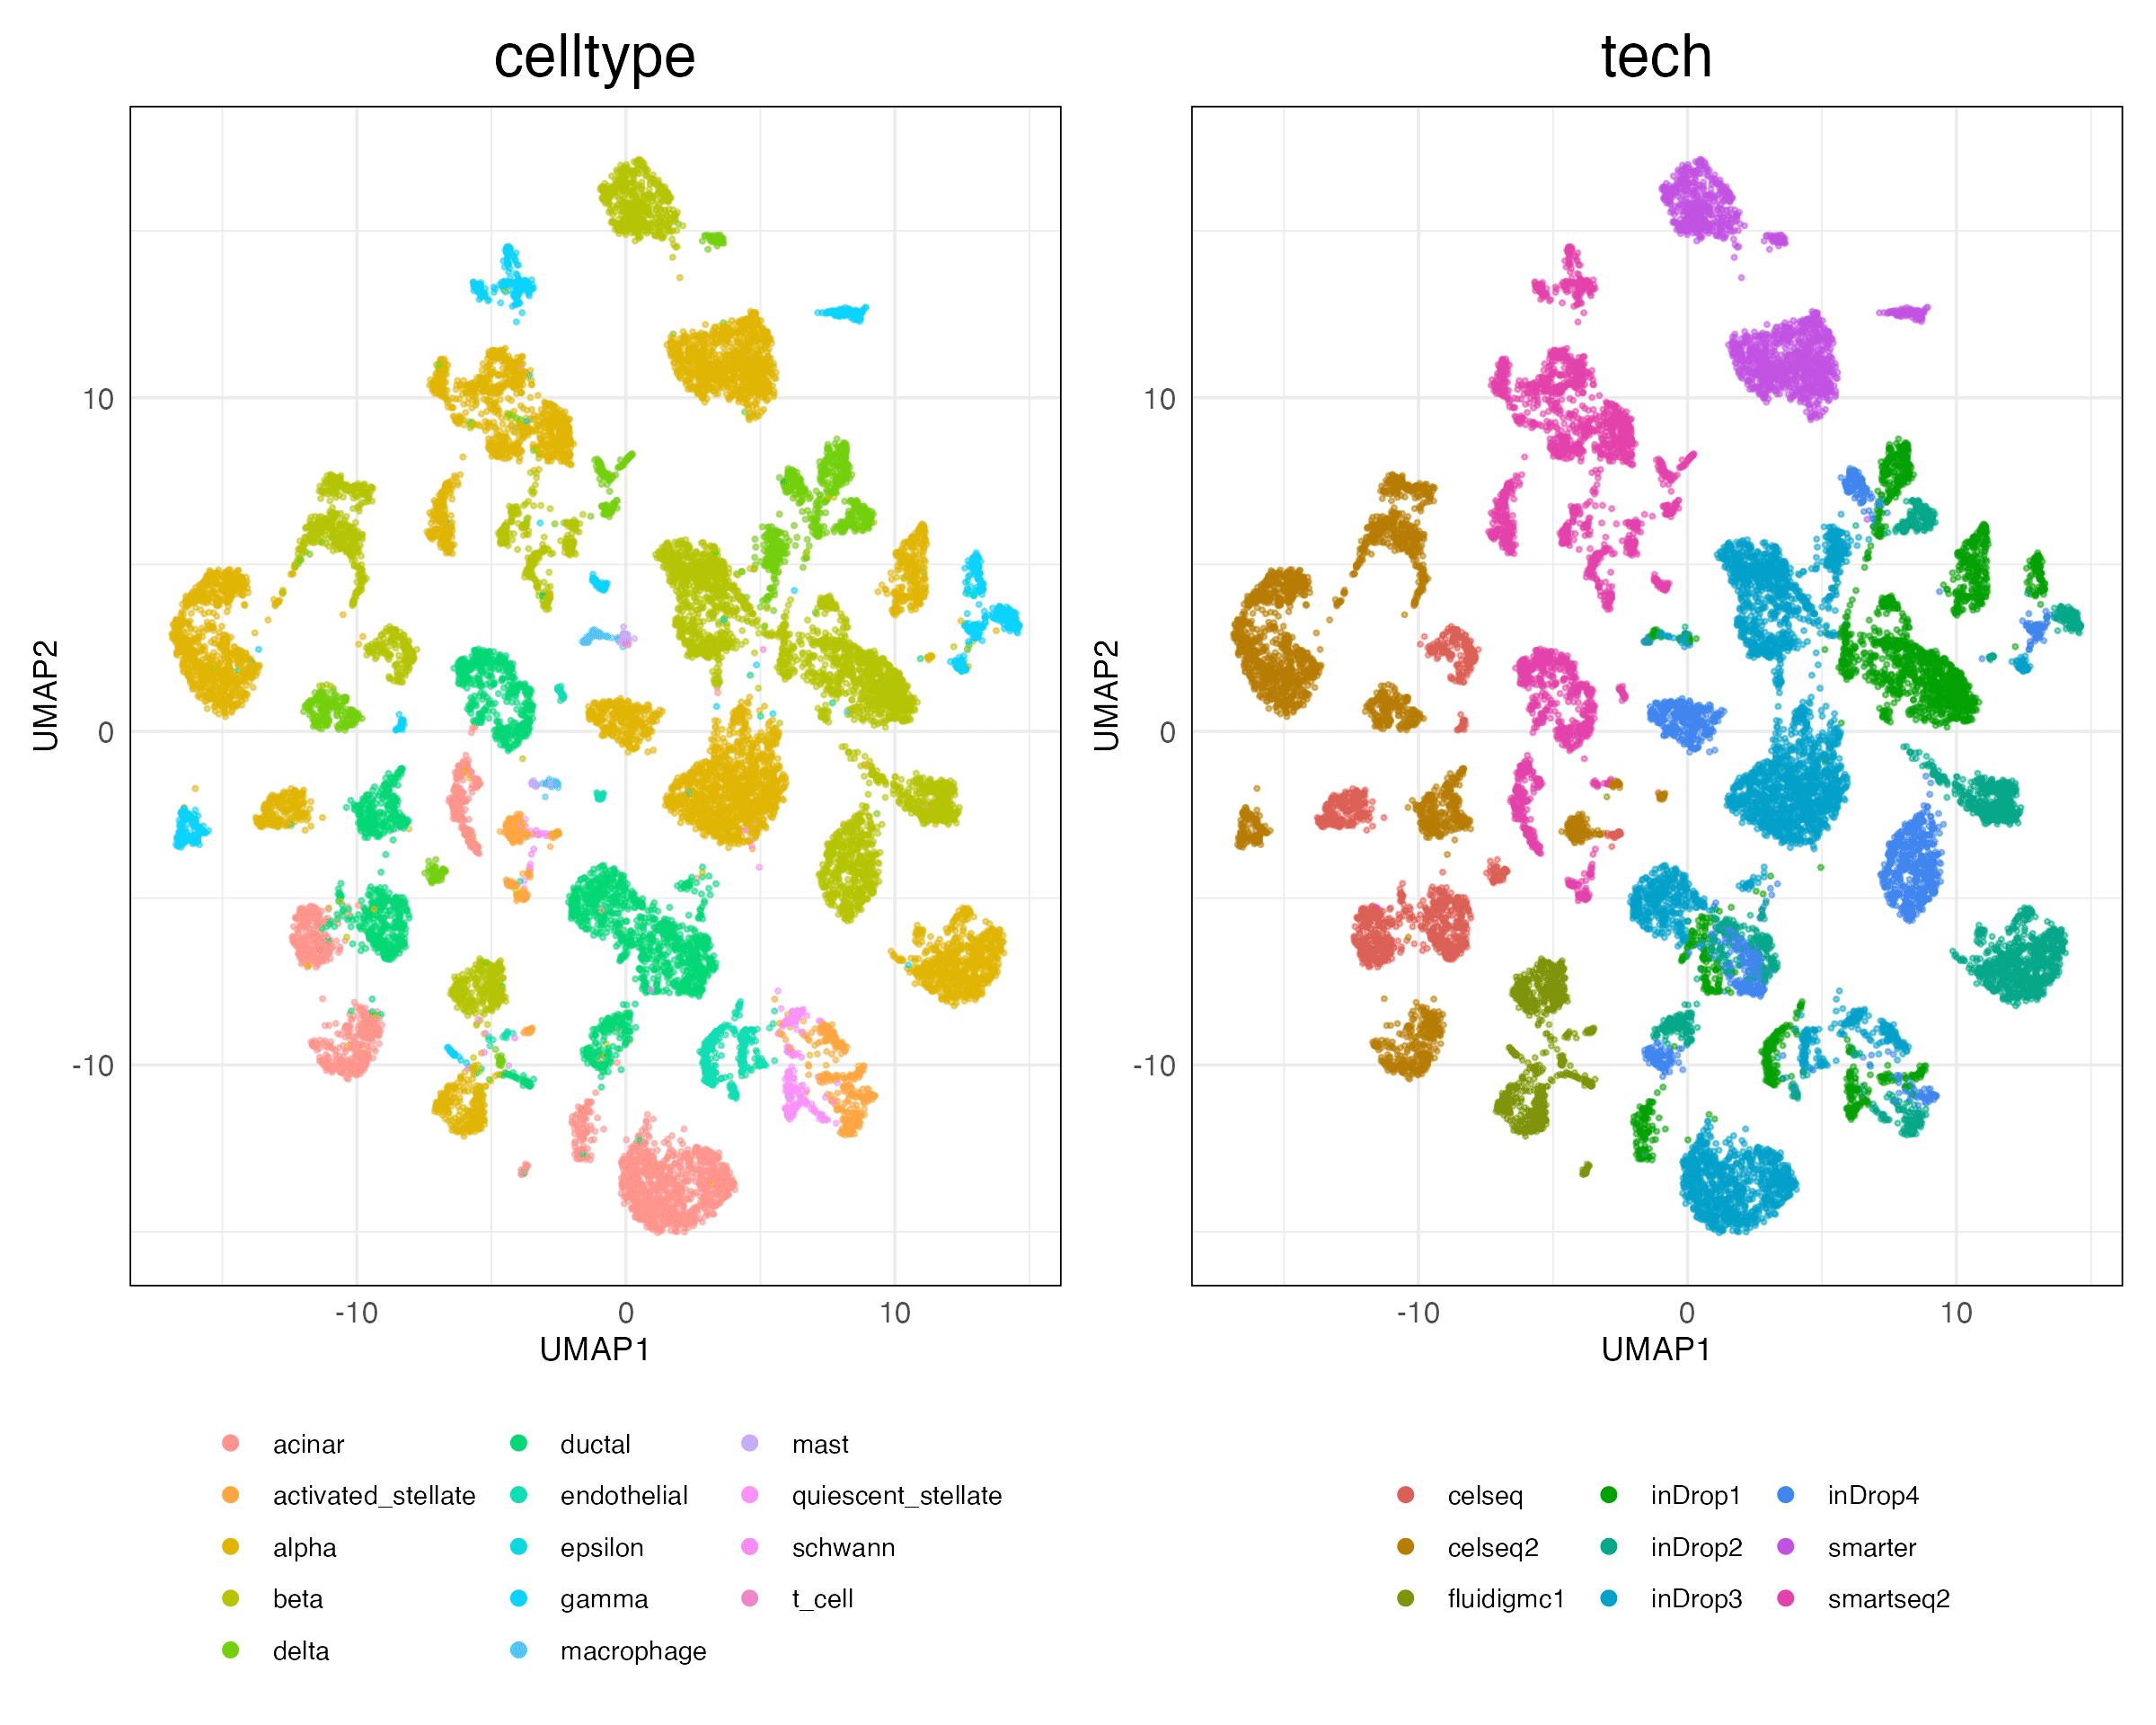 celltype
tech
10
0
-10
UMAP2
-10 0 10
UMAP1
10
0
-10
UMAP2
-10 0 10
UMAP1
acinar
activated_stellate
alpha
beta
delta
ductal
endothelial
epsilon
gamma
macrophage
mast
quiescent_stellate
schwann
t_cell
celseq
celseq2
fluidigmc1
inDrop1
inDrop2
inDrop3
inDrop4
smarter
smartseq2